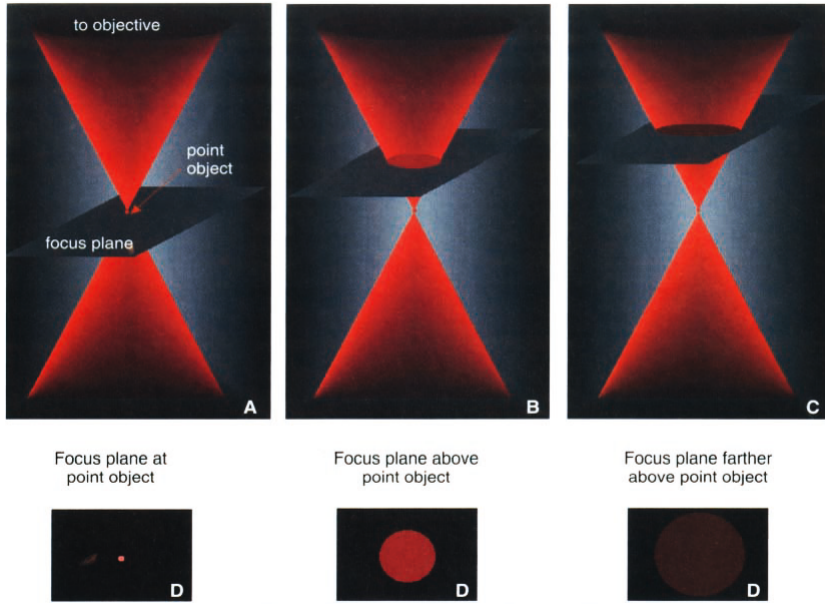 to objective
point
object
focus plane
A
B
C
Focus plane at
point object
Focus plane above
point object
Focus plane farther
above point object
D
D
D